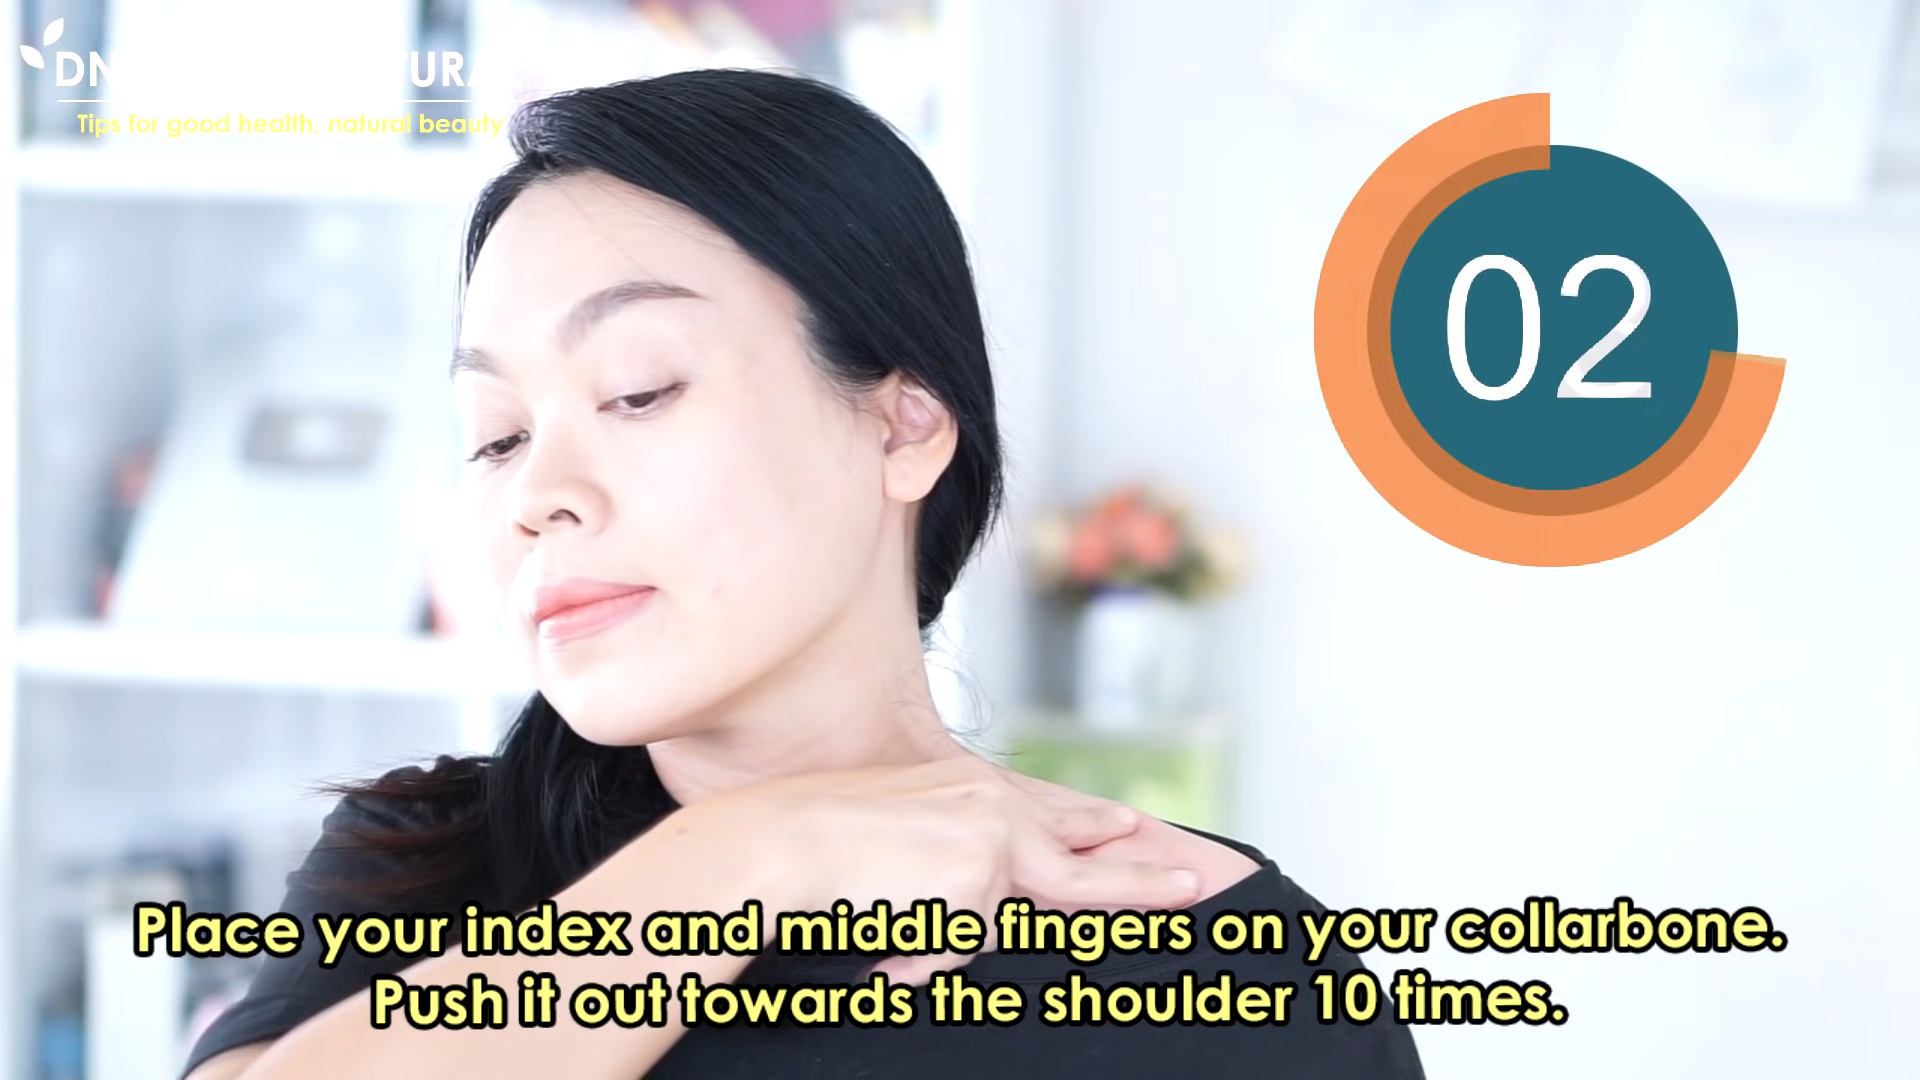 Tips for good health, natural beauty
02
Place your index and middle fingers on your collarbone.
Push it out towards the shoulder 10 times.